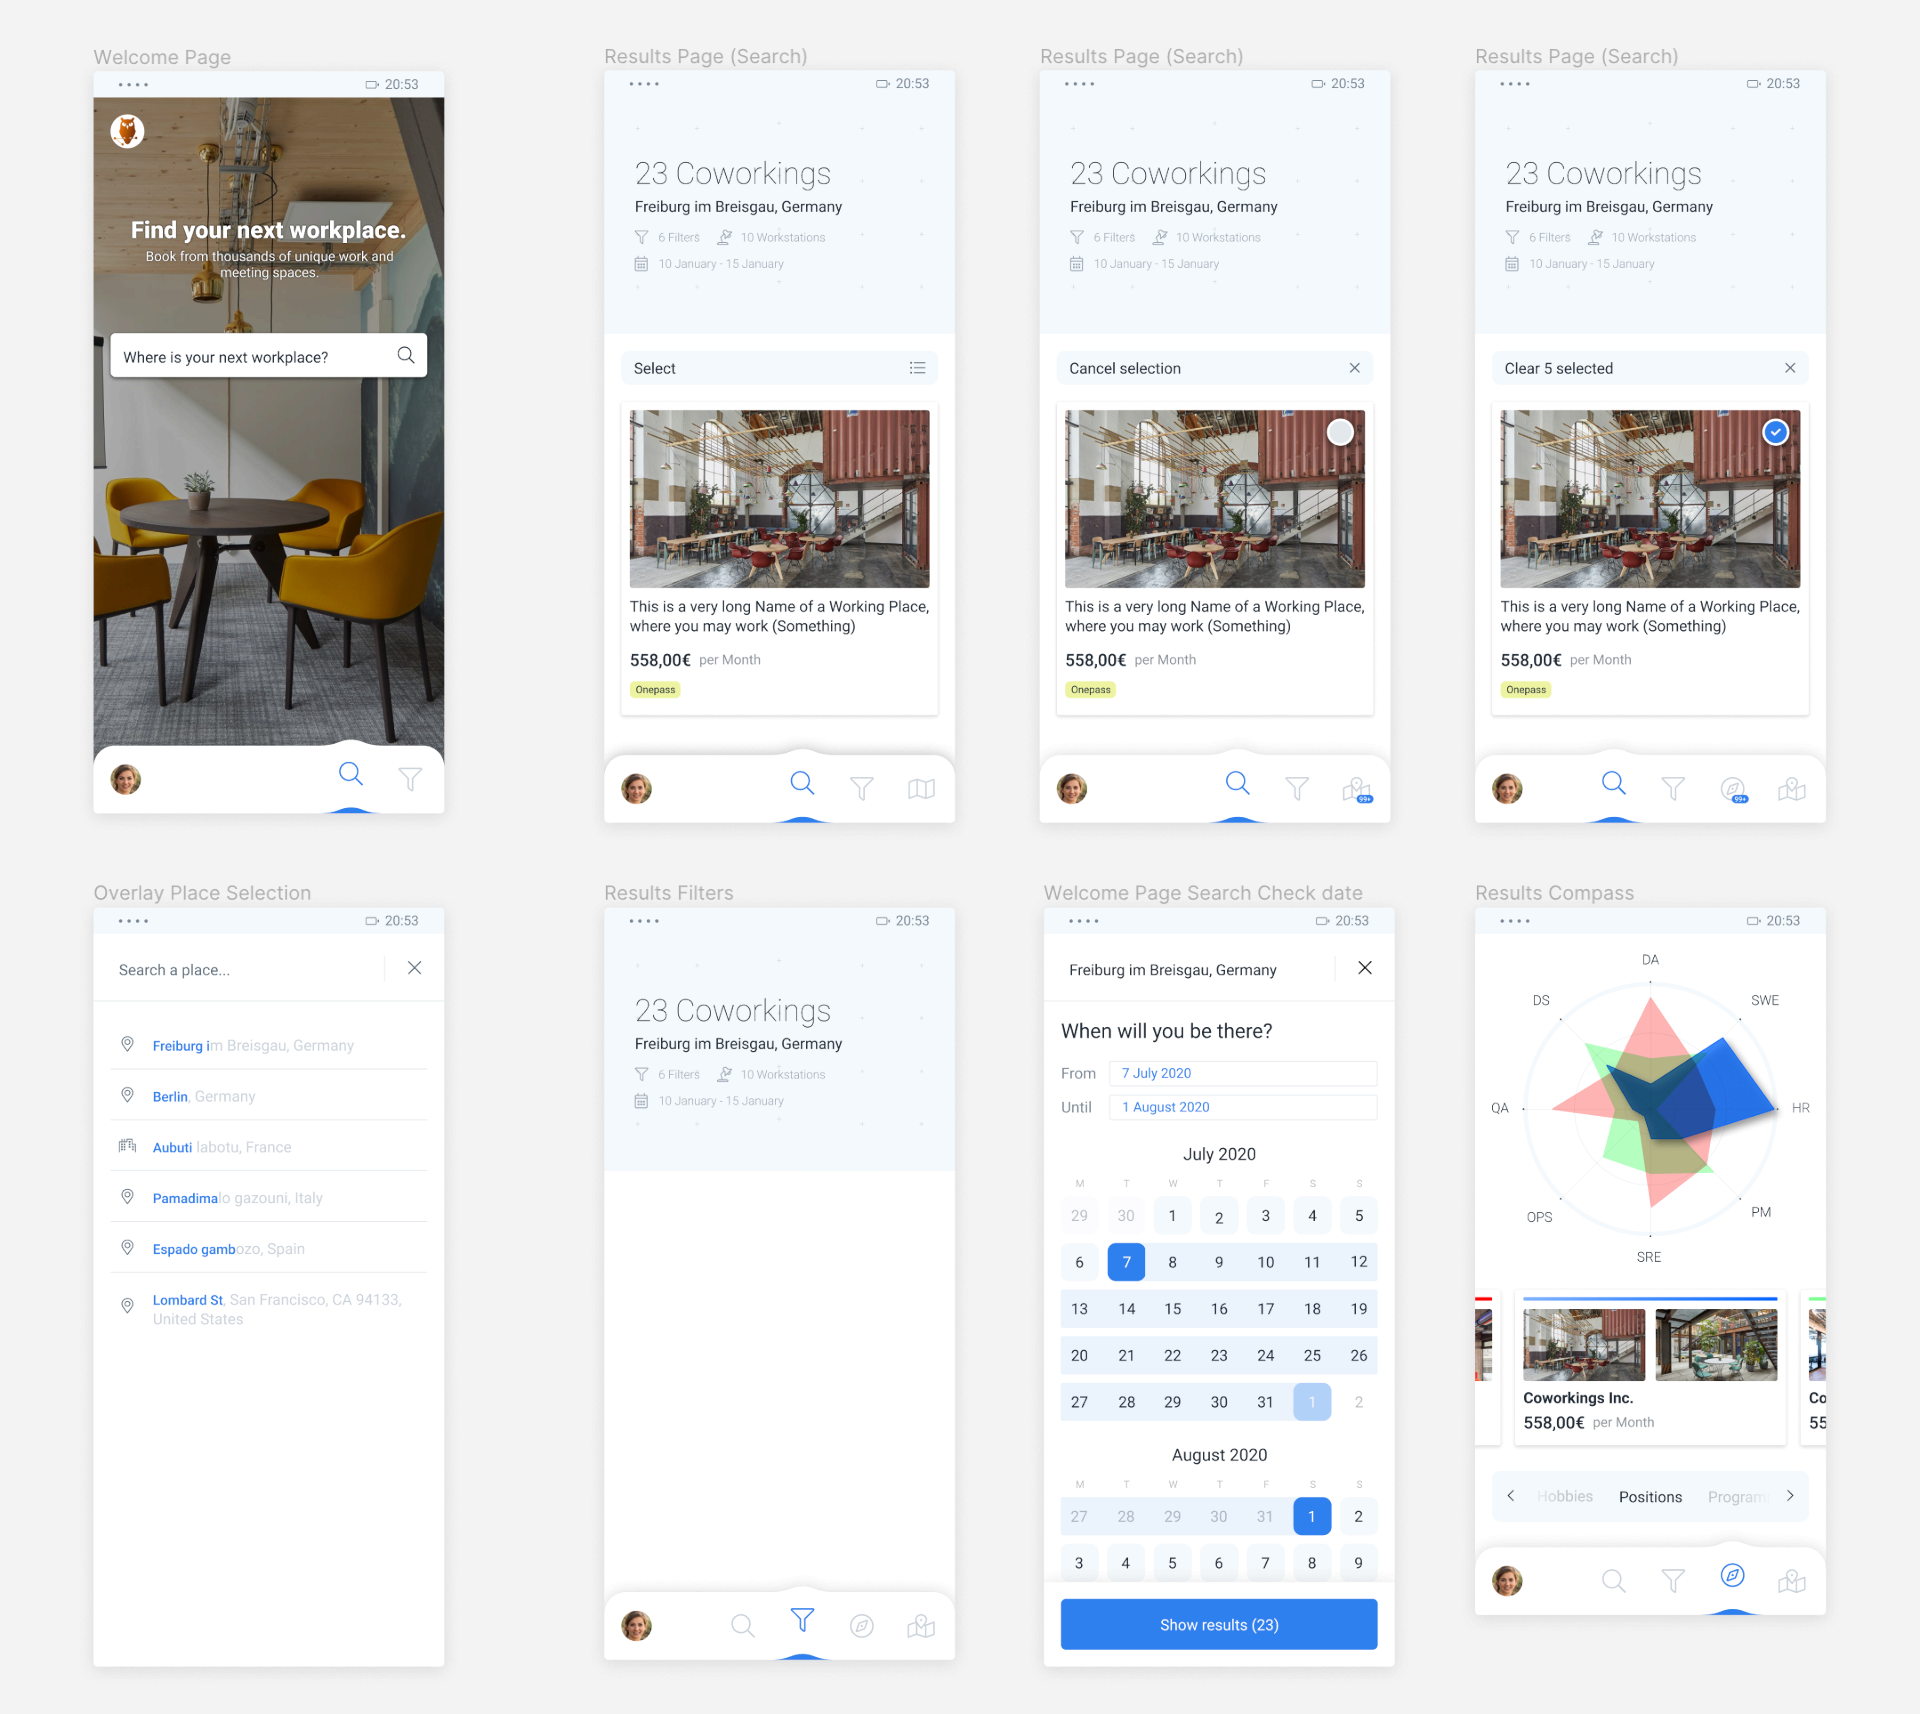 Welcome Page
20:53
Find your next workplace.
Book from thousands of unique work and
meeting spaces.
Where is your next workplace?
Results Page (Search)
20:53
23 Coworkings
Freiburg im Breisgau, Germany
6 Filters 10 Workstations
10 January - 15 January
Select
This is a very long Name of a Working Place,
where you may work (Something)
558,00€ per Month
Onepass
Results Page (Search)
20:53
23 Coworkings
Freiburg im Breisgau, Germany
6 Filters 10 Workstations
10 January - 15 January
Cancel selection
This is a very long Name of a Working Place,
where you may work (Something)
558,00€ per Month
Onepass
99+
Results Page (Search)
20:53
23 Coworkings
Freiburg im Breisgau, Germany
6 Filters 10 Workstations
10 January - 15 January
Clear 5 selected
This is a very long Name of a Working Place,
where you may work (Something)
558,00€ per Month
Onepass
99+
Overlay Place Selection
20:53
Search a place...
Freiburg im Breisgau, Germany
Berlin, Germany
Aubuti labotu, France
Pamadimalo gazouni, Italy
Espado gambozo, Spain
Lombard St, San Francisco, CA 94133,
United States
Results Filters
20:53
23 Coworkings
Freiburg im Breisgau, Germany
6 Filters 10 Workstations
10 January - 15 January
Welcome Page Search Check date
20:53
Freiburg im Breisgau, Germany
When will you be there?
From 7 July 2020
Until 1 August 2020
July 2020
M T W T F S S
29 30 1 2 3 4 5
6 7 8 9 10 11 12
13 14 15 16 17 18 19
20 21 22 23 24 25 26
27 28 29 30 31 1 2
August 2020
M T W T F S S
27 28 29 30 31 1 2
3 4 5 6 7 8 9
Show results (23)
Results Compass
20:53
DA
DS SWE
QA HR
OPS PM
SRE
Coworkings Inc. Co
558,00€ per Month 55
Hobbies Positions Program